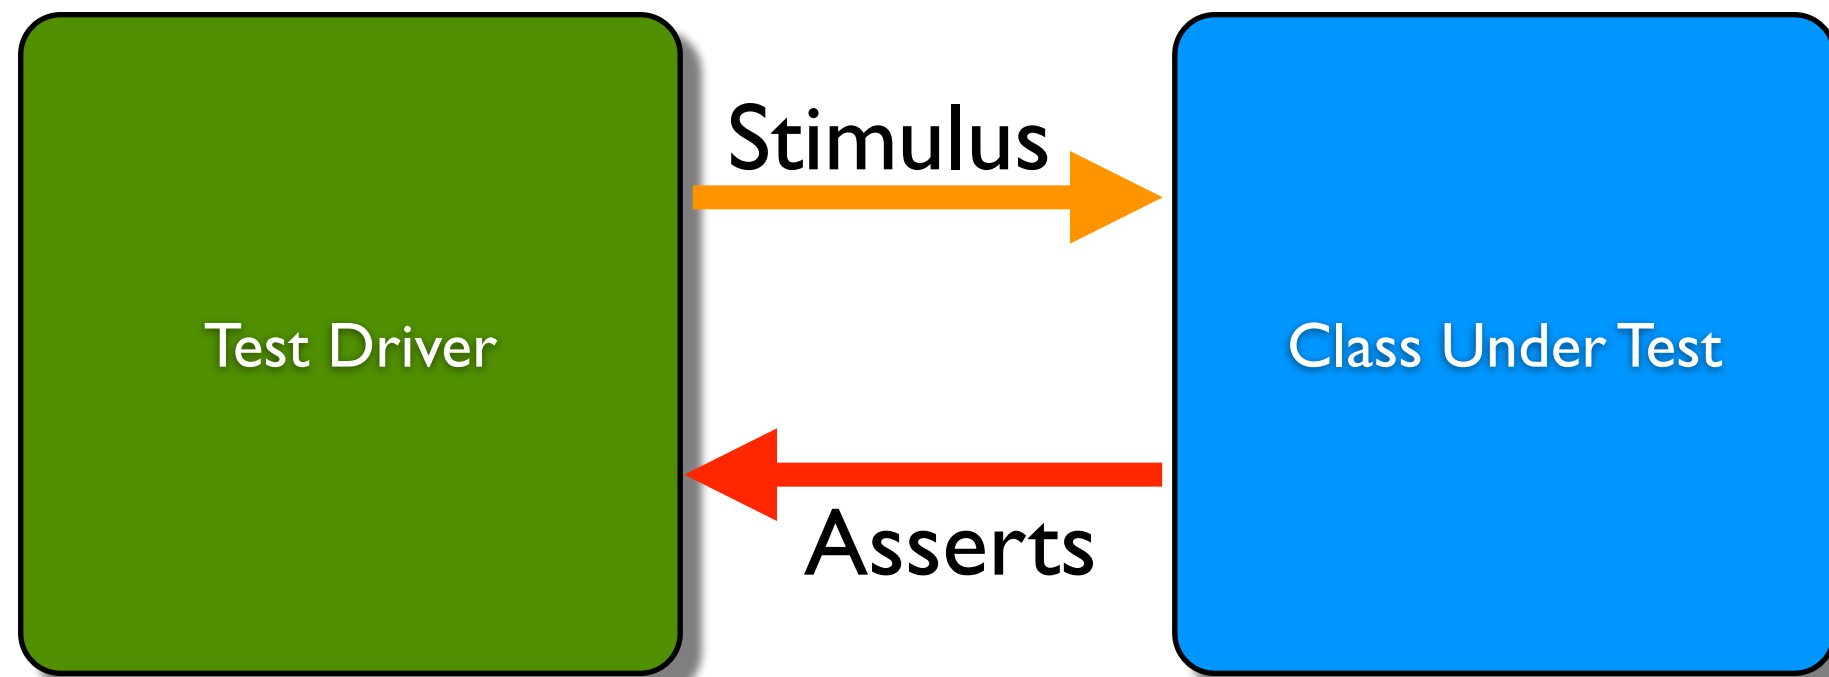 Stimulus
Test Driver
Class Under Test
Asserts